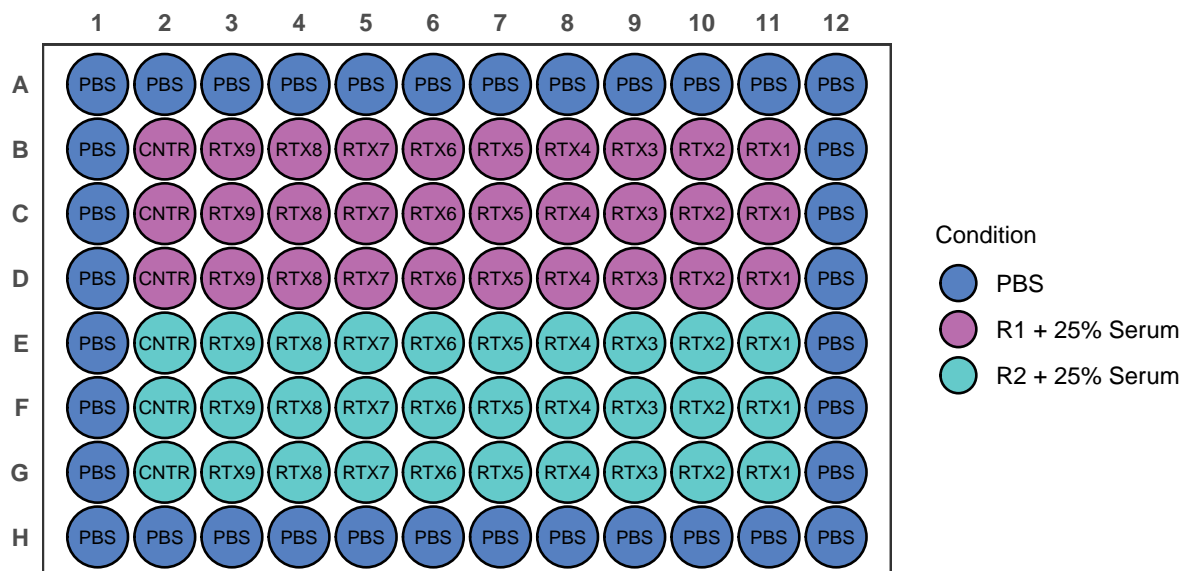 1 2 3 4 5 6 7 8 9 10 11 12
A PBS PBS PBS PBS PBS PBS PBS PBS PBS PBS PBS PBS
B PBS CNTR RTX9 RTX8 RTX7 RTX6 RTX5 RTX4 RTX3 RTX2 RTX1 PBS
C PBS CNTR RTX9 RTX8 RTX7 RTX6 RTX5 RTX4 RTX3 RTX2 RTX1 PBS
D PBS CNTR RTX9 RTX8 RTX7 RTX6 RTX5 RTX4 RTX3 RTX2 RTX1 PBS
E PBS CNTR RTX9 RTX8 RTX7 RTX6 RTX5 RTX4 RTX3 RTX2 RTX1 PBS
F PBS CNTR RTX9 RTX8 RTX7 RTX6 RTX5 RTX4 RTX3 RTX2 RTX1 PBS
G PBS CNTR RTX9 RTX8 RTX7 RTX6 RTX5 RTX4 RTX3 RTX2 RTX1 PBS
H PBS PBS PBS PBS PBS PBS PBS PBS PBS PBS PBS PBS
Condition
PBS
R1 + 25% Serum
R2 + 25% Serum